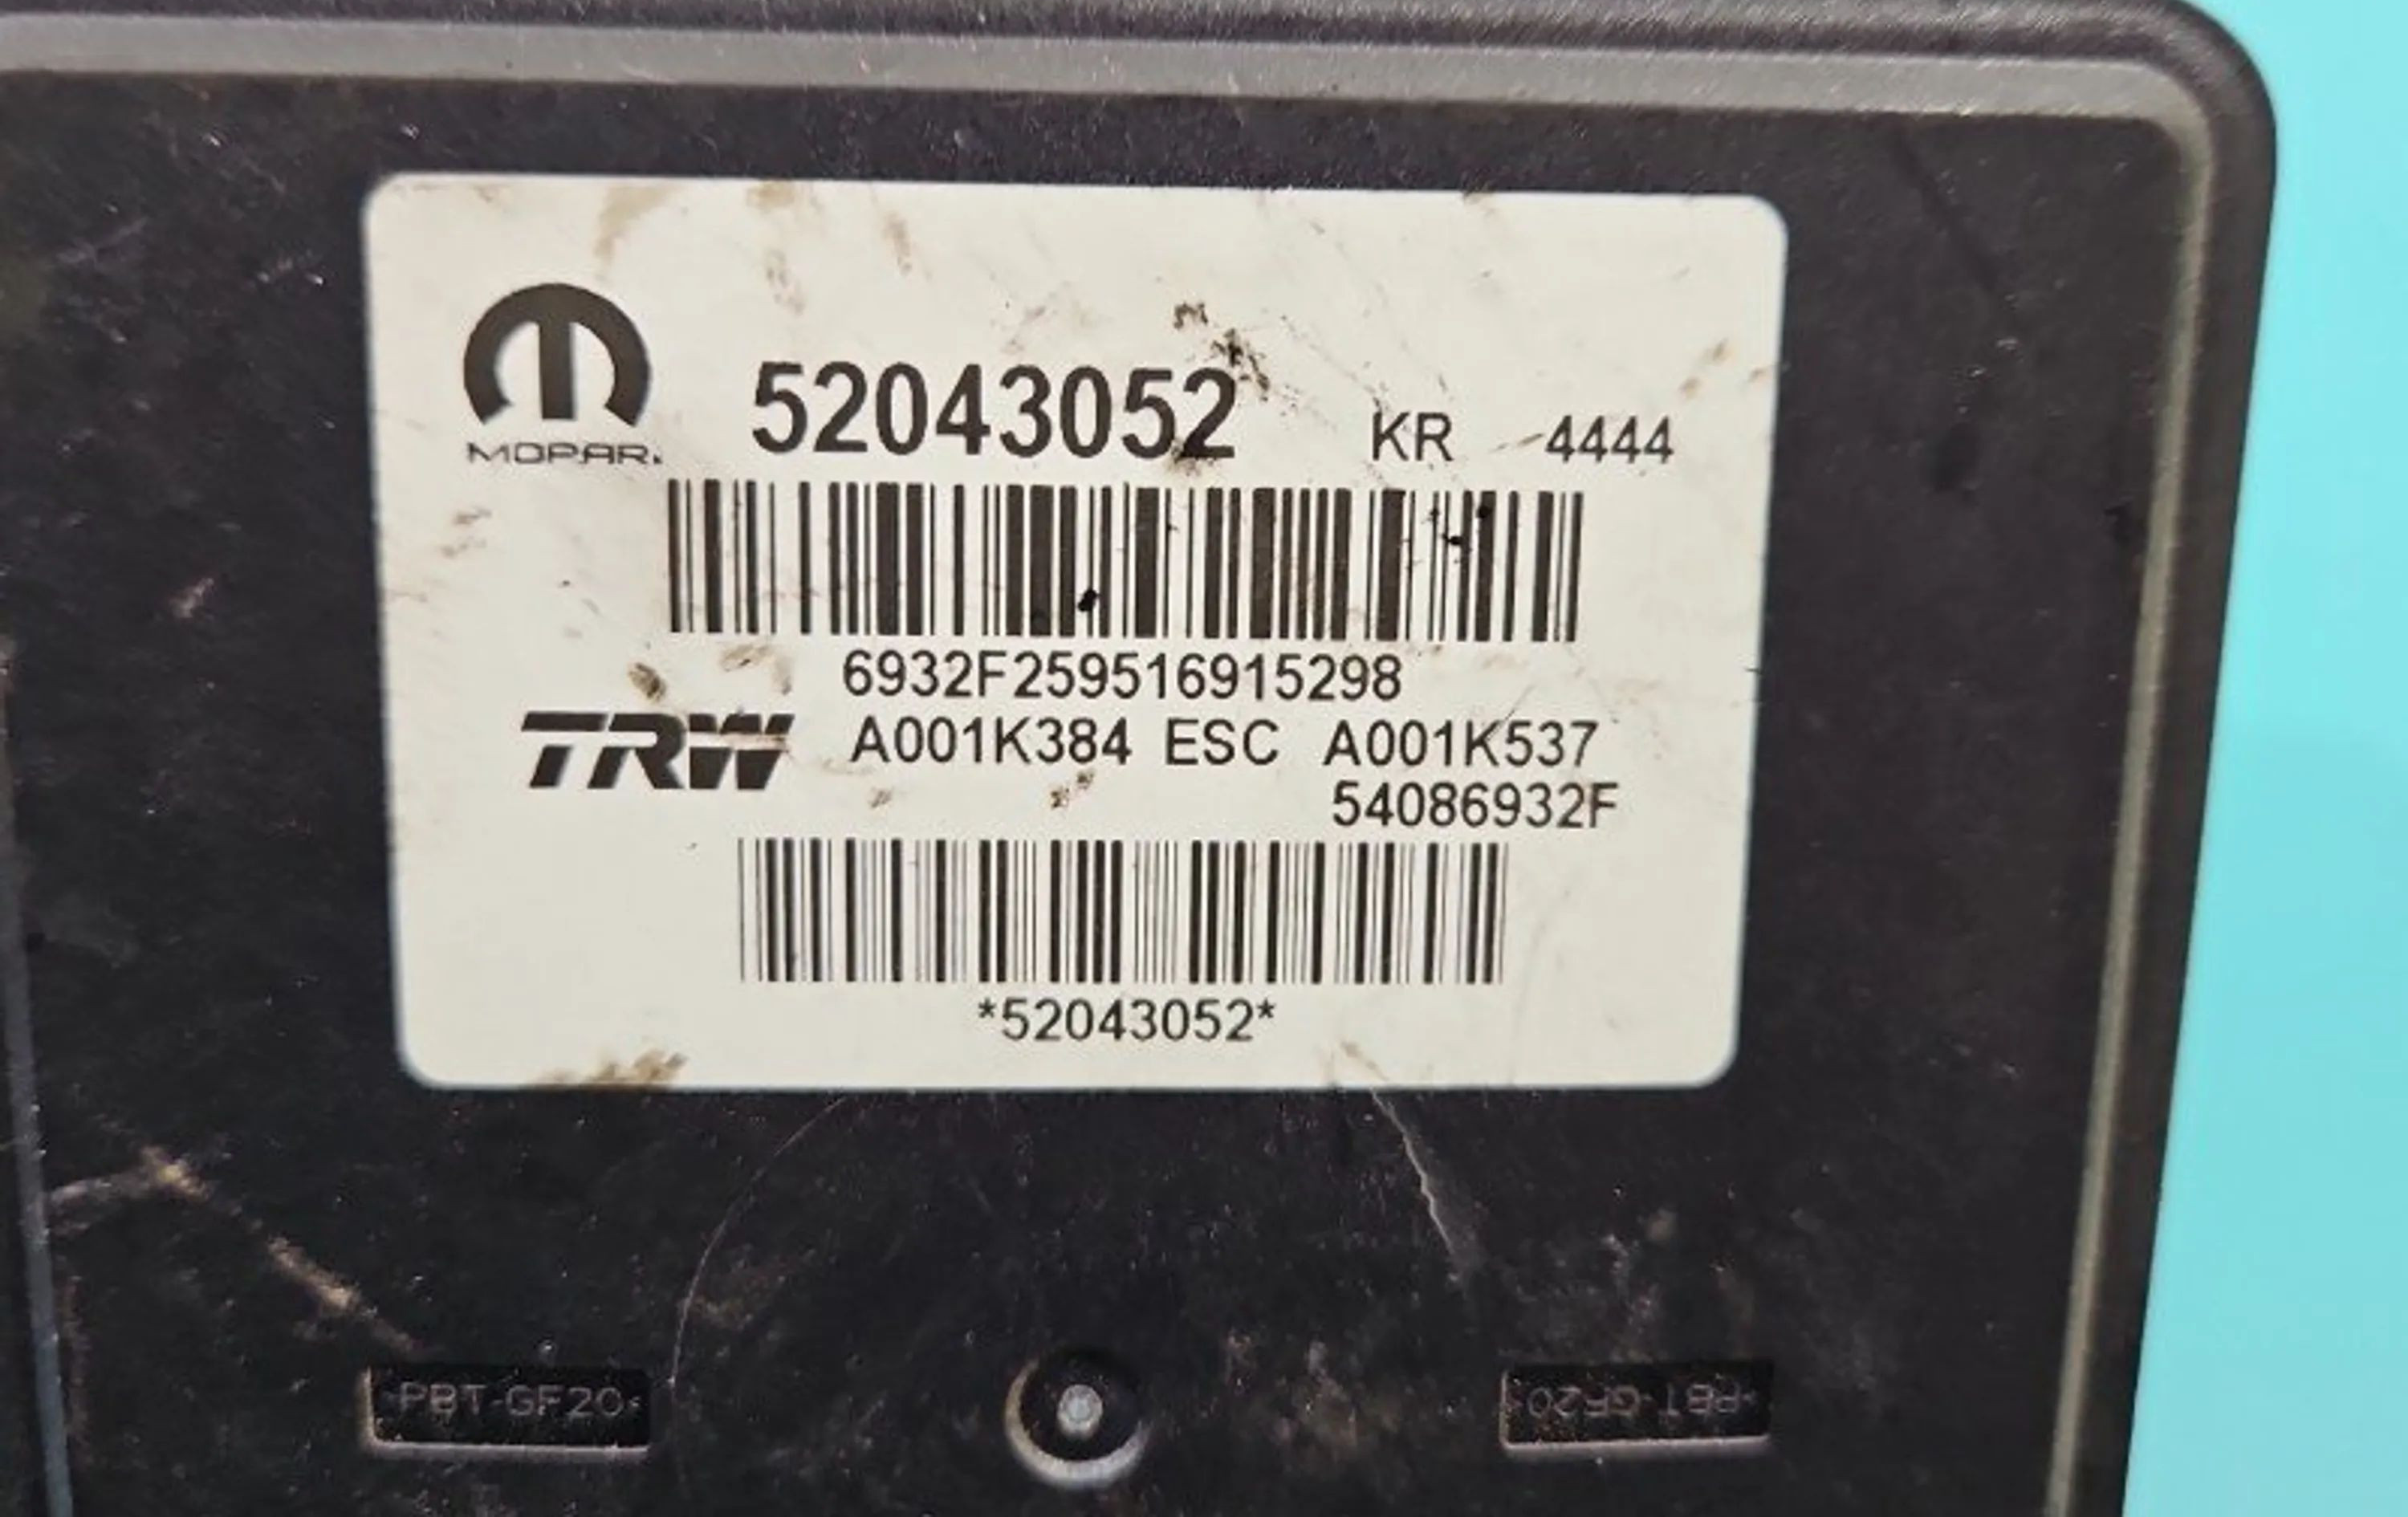 MOPAR
52043052 KR 4444
6932F259516915298
TRW A001K384 ESC A001K537
54086932F
*52043052*
>PBT-GF20<
>PBT-GF20<